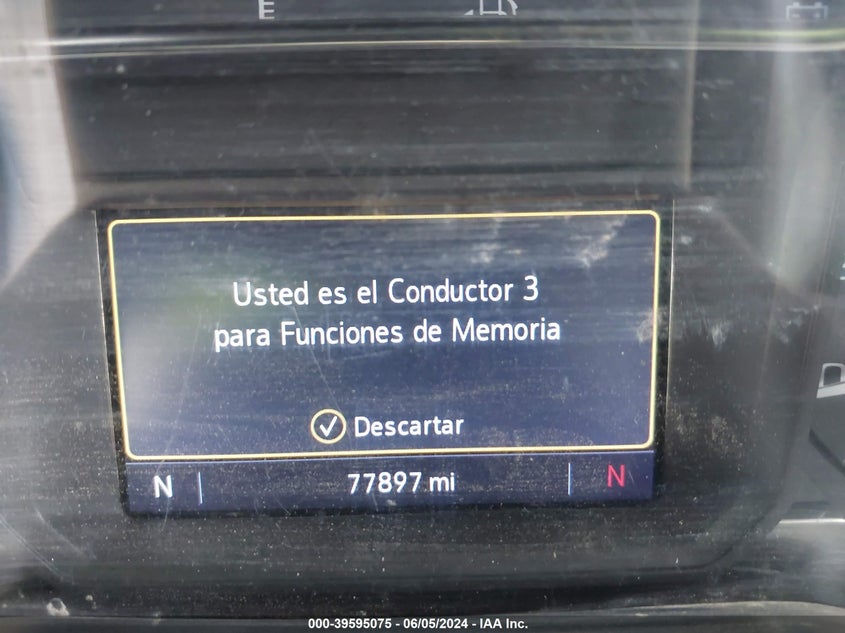 E
Usted es el Conductor 3
para Funciones de Memoria
Descartar
N 77897 mi N
000-39595075 - 06/05/2024 - IAA Inc.